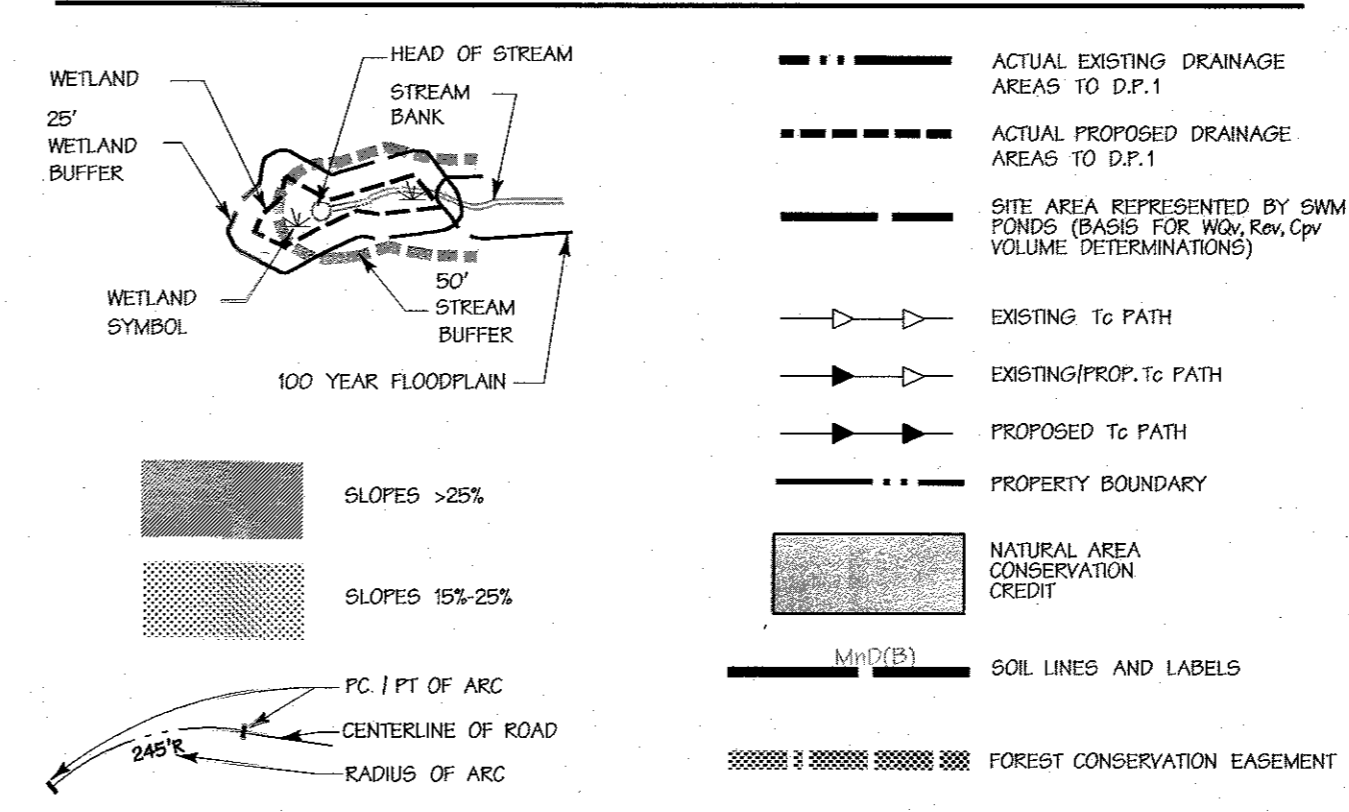 WETLAND
25'
WETLAND
BUFFER
HEAD OF STREAM
STREAM
BANK
WETLAND
SYMBOL
50'
STREAM
BUFFER
100 YEAR FLOODPLAIN
SLOPES >25%
SLOPES 15%-25%
PC. / PT OF ARC
CENTERLINE OF ROAD
245'R
RADIUS OF ARC
ACTUAL EXISTING DRAINAGE
AREAS TO D.P.1
ACTUAL PROPOSED DRAINAGE
AREAS TO D.P.1
SITE AREA REPRESENTED BY SWM
PONDS (BASIS FOR WQv, Rev, Cpv
VOLUME DETERMINATIONS)
EXISTING Tc PATH
EXISTING/PROP. Tc PATH
PROPOSED Tc PATH
PROPERTY BOUNDARY
NATURAL AREA
CONSERVATION
CREDIT
MnD(B)
SOIL LINES AND LABELS
FOREST CONSERVATION EASEMENT